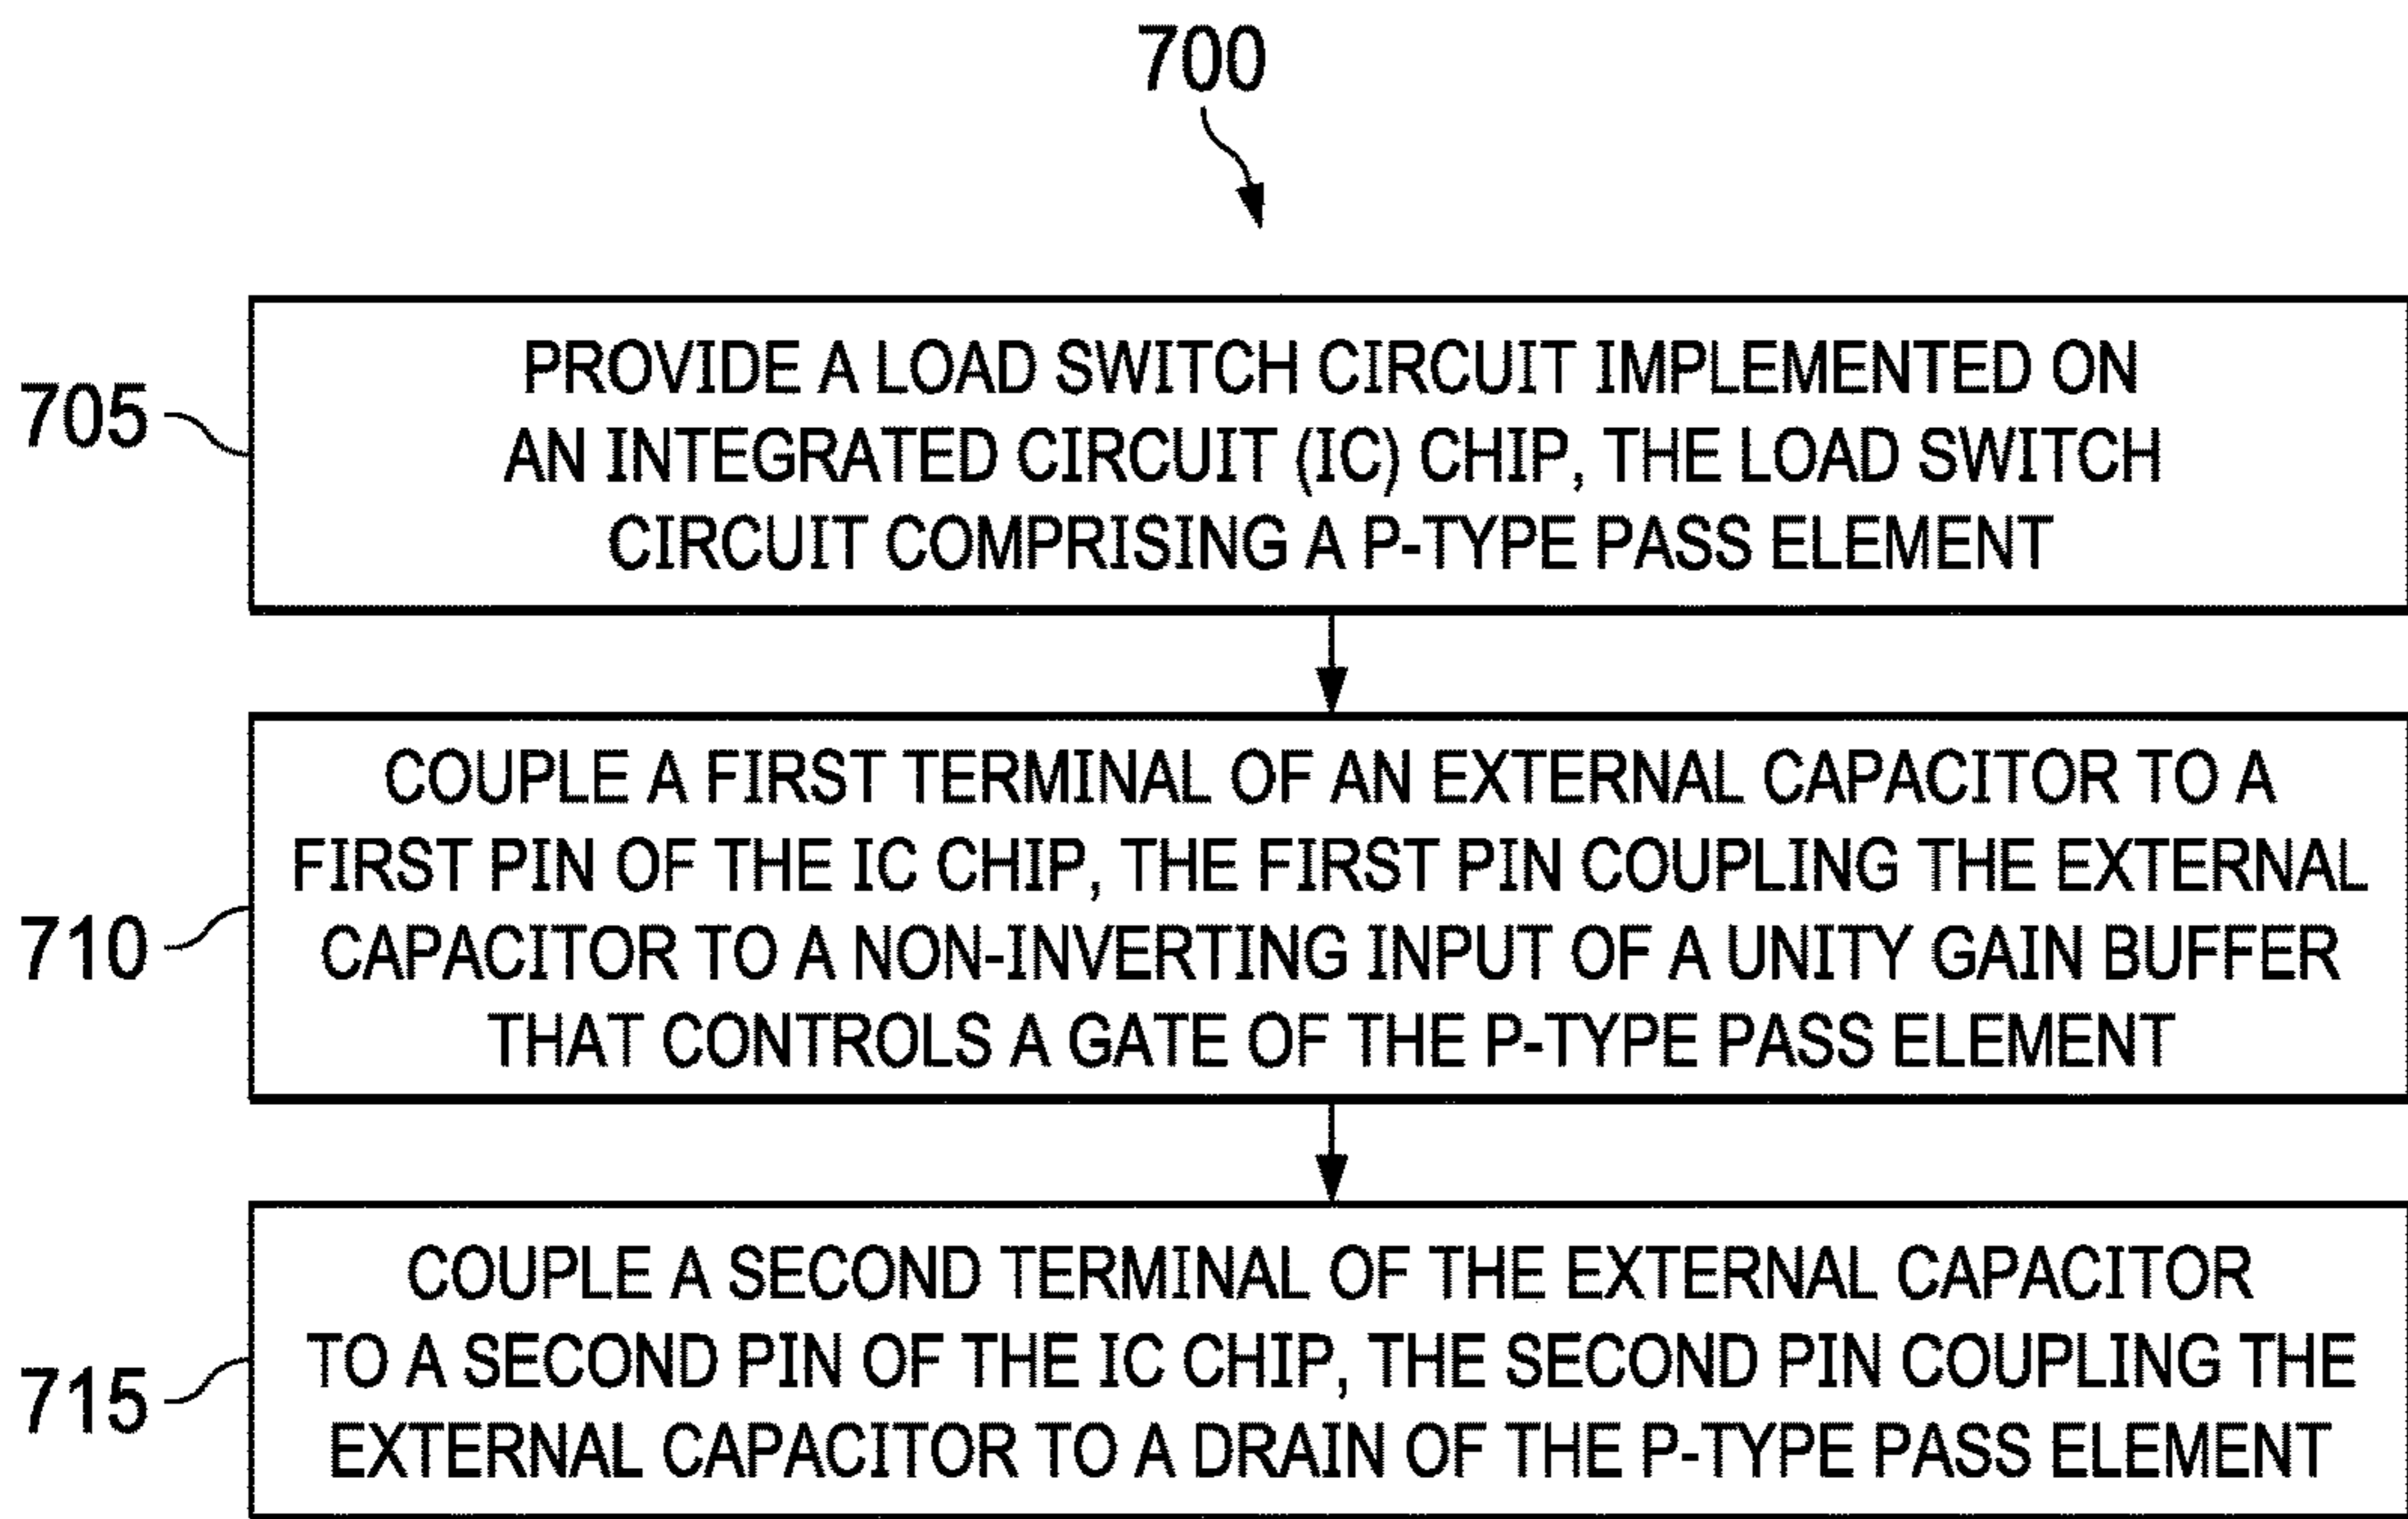 700
705
PROVIDE A LOAD SWITCH CIRCUIT IMPLEMENTED ON
AN INTEGRATED CIRCUIT (IC) CHIP, THE LOAD SWITCH
CIRCUIT COMPRISING A P-TYPE PASS ELEMENT
710
COUPLE A FIRST TERMINAL OF AN EXTERNAL CAPACITOR TO A
FIRST PIN OF THE IC CHIP, THE FIRST PIN COUPLING THE EXTERNAL
CAPACITOR TO A NON-INVERTING INPUT OF A UNITY GAIN BUFFER
THAT CONTROLS A GATE OF THE P-TYPE PASS ELEMENT
715
COUPLE A SECOND TERMINAL OF THE EXTERNAL CAPACITOR
TO A SECOND PIN OF THE IC CHIP, THE SECOND PIN COUPLING THE
EXTERNAL CAPACITOR TO A DRAIN OF THE P-TYPE PASS ELEMENT